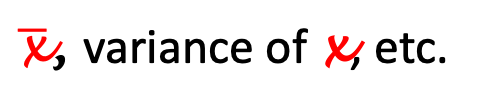 x̅, variance of x, etc.